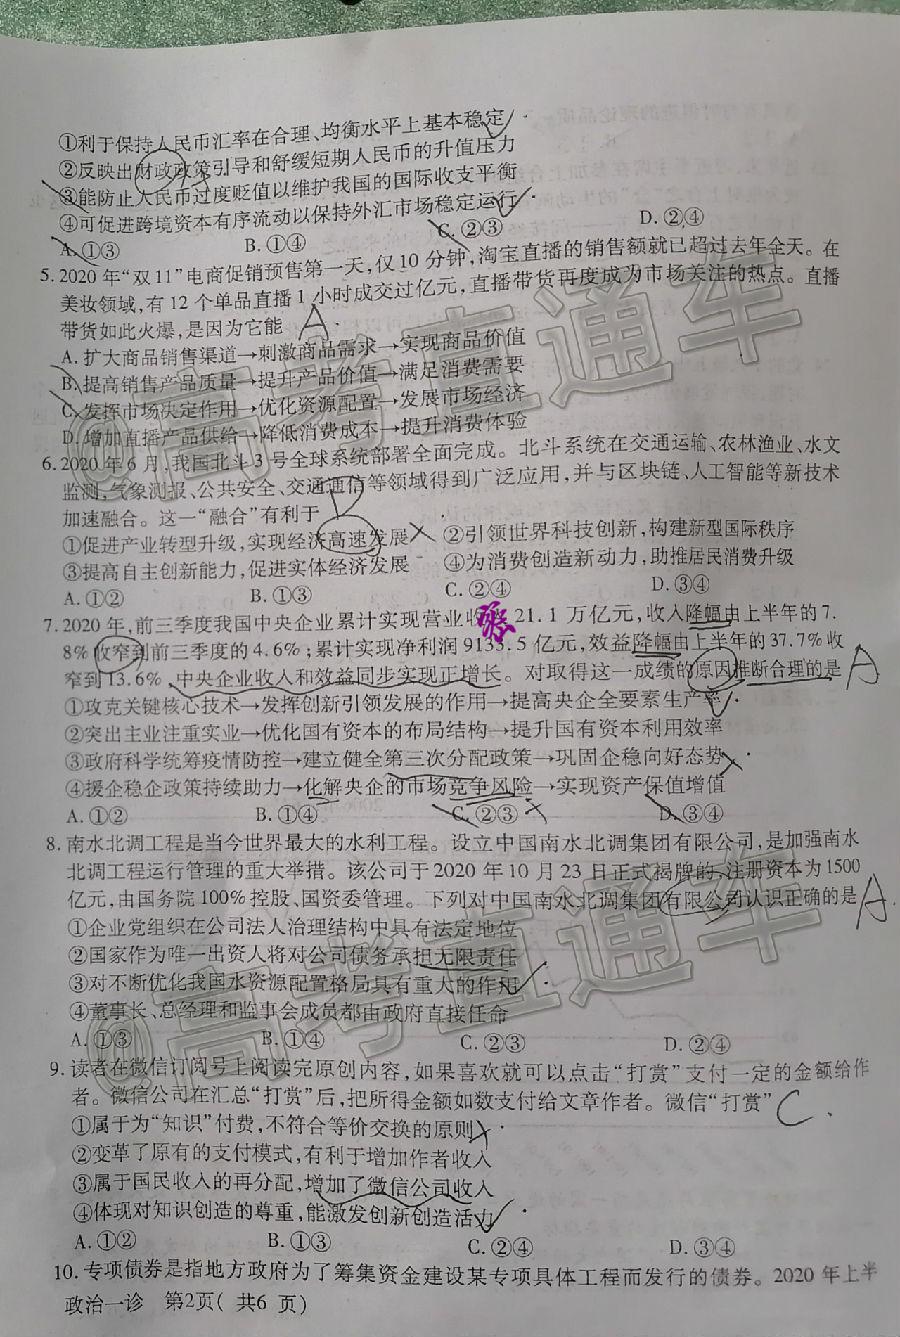 ①利于保持人民币汇率在合理、均衡水平上基本稳定
②反映出财政政策引导和舒缓短期人民币的升值压力
③能防止人民币过度贬值以维护我国的国际收支平衡
④可促进跨境资本有序流动以保持外汇市场稳定运行
A.①③ B.①④ C.②③ D.②④
5.2020年“双11”电商促销预售第一天,仅10分钟,淘宝直播的销售额就已超过去年全天。在
美妆领域,有12个单品直播1小时成交过亿元,直播带货再度成为市场关注的热点。直播
带货如此火爆,是因为它能 A
A.扩大商品销售渠道→刺激商品需求→实现商品价值
B.提高销售产品质量→提升产品价值→满足消费需要
C.发挥市场决定作用→优化资源配置→发展市场经济
D.增加直播产品供给→降低消费成本→提升消费体验
6.2020年6月,我国北斗3号全球系统部署全面完成。北斗系统在交通运输、农林渔业、水文
监测,气象测报、公共安全、交通通信等领域得到广泛应用,并与区块链、人工智能等新技术
加速融合。这一“融合”有利于 D
①促进产业转型升级,实现经济高速发展 ②引领世界科技创新,构建新型国际秩序
③提高自主创新能力,促进实体经济发展 ④为消费创造新动力,助推居民消费升级
A.①② B.①③ C.②④ D.③④
7.2020年,前三季度我国中央企业累计实现营业收 21.1万亿元,收入降幅由上半年的7.
8%收窄到前三季度的4.6%;累计实现净利润9133.5亿元,效益降幅由上半年的37.7%收
窄到13.6%,中央企业收入和效益同步实现正增长。对取得这一成绩的原因推断合理的是 A
①攻克关键核心技术→发挥创新引领发展的作用→提高央企全要素生产率
②突出主业注重实业→优化国有资本的布局结构→提升国有资本利用效率
③政府科学统筹疫情防控→建立健全第三次分配政策→巩固企稳向好态势
④援企稳企政策持续助力→化解央企的市场竞争风险→实现资产保值增值
A.①② B.①④ C.②③ D.③④
8.南水北调工程是当今世界最大的水利工程。设立中国南水北调集团有限公司,是加强南水
北调工程运行管理的重大举措。该公司于2020年10月23日正式揭牌的,注册资本为1500
亿元,由国务院100%控股、国资委管理。下列对中国南水北调集团有限公司认识正确的是 A.
①企业党组织在公司法人治理结构中具有法定地位
②国家作为唯一出资人将对公司债务承担无限责任
③对不断优化我国水资源配置格局具有重大的作用
④董事长、总经理和监事会成员都由政府直接任命
A.①③ B.①④ C.②③ D.②④
9.读者在微信订阅号上阅读完原创内容,如果喜欢就可以点击“打赏”支付一定的金额给作
者。微信公司在汇总“打赏”后,把所得金额如数支付给文章作者。微信“打赏” C.
①属于为“知识”付费,不符合等价交换的原则
②变革了原有的支付模式,有利于增加作者收入
③属于国民收入的再分配,增加了微信公司收入
④体现对知识创造的尊重,能激发创新创造活力
A.①② B.①③ C.②④ D.③④
10.专项债券是指地方政府为了筹集资金建设某专项具体工程而发行的债券。2020年上半
政治一诊 第2页(共6 页)
@高考直通车
@高考直通车